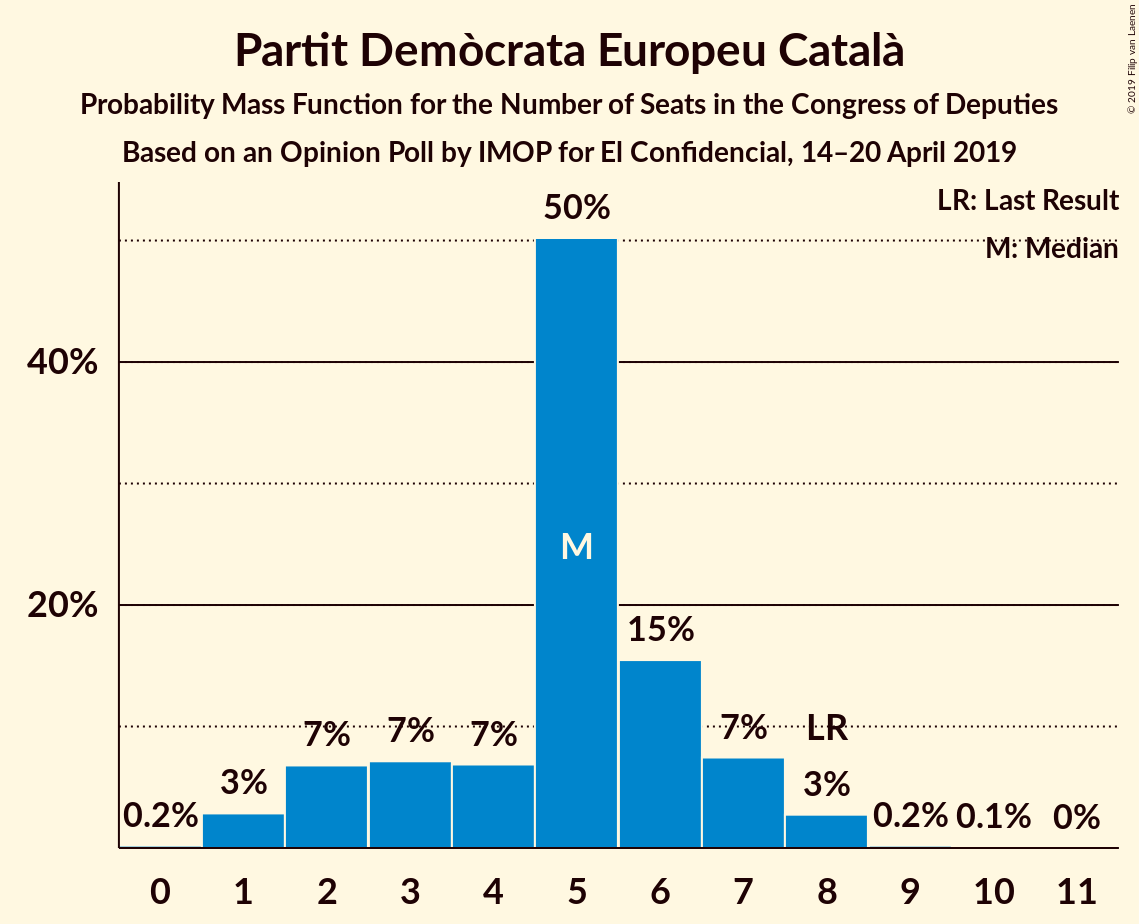 Partit Demòcrata Europeu Català
Probability Mass Function for the Number of Seats in the Congress of Deputies
Based on an Opinion Poll by IMOP for El Confidencial, 14–20 April 2019
© 2019 Filip van Laenen
LR: Last Result
M: Median
50%
40%
M
20%
15%
7%
7%
7%
7%
LR
3%
3%
0.2%
0.2%
0.1%
0%
0 1 2 3 4 5 6 7 8 9 10 11